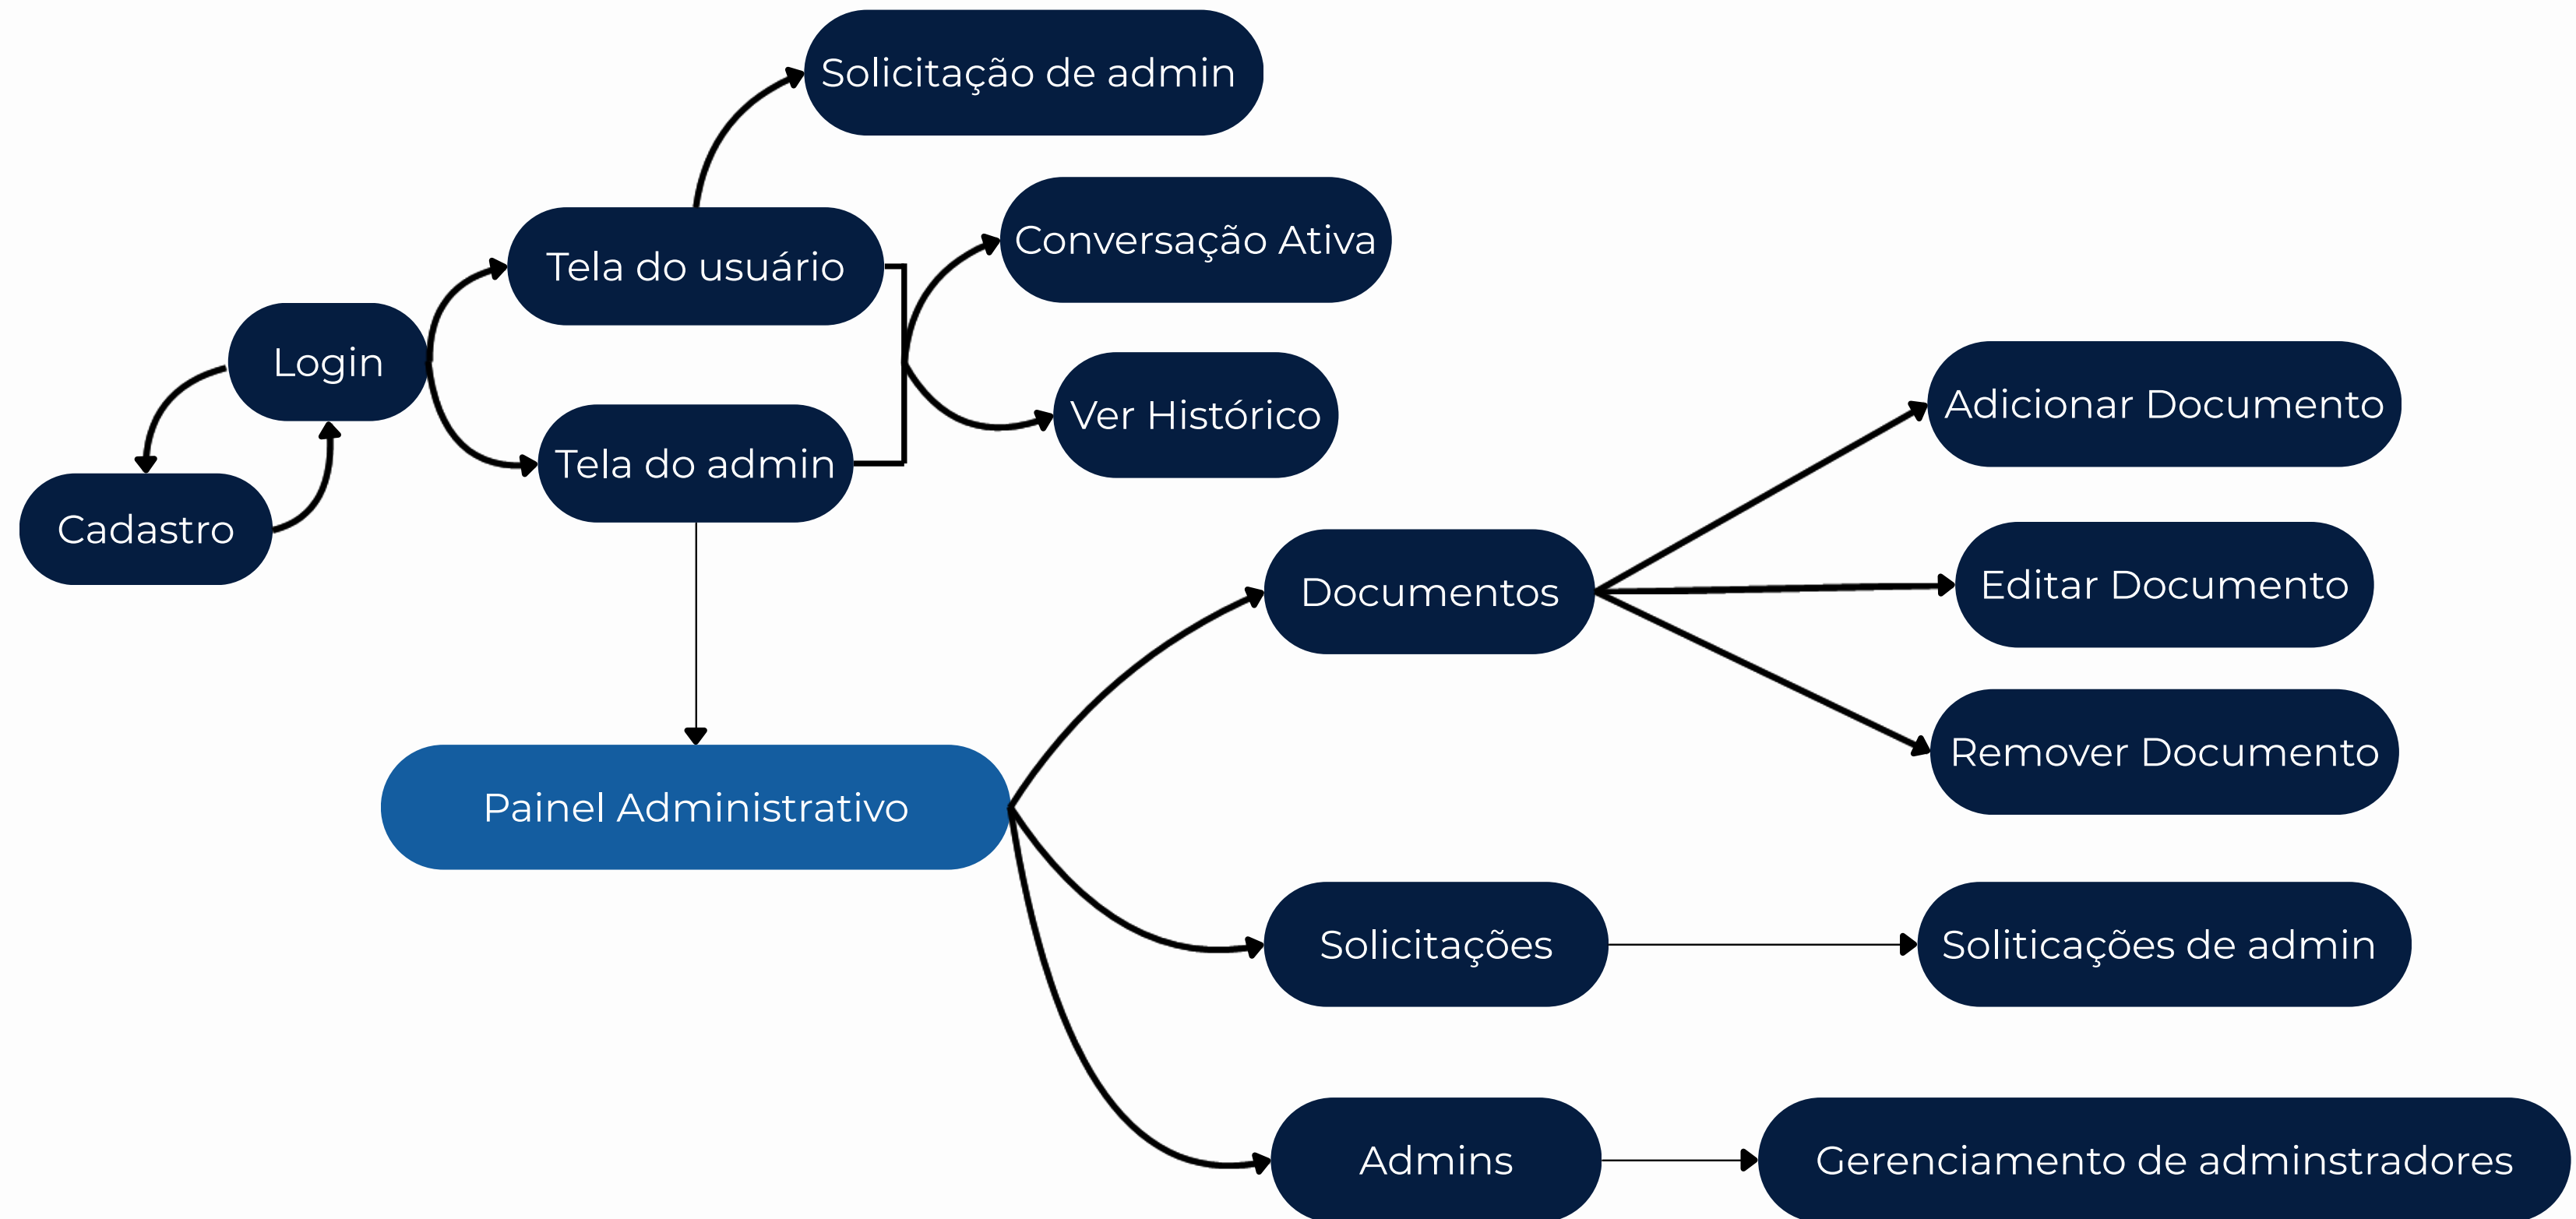 Solicitação de admin
Conversação Ativa
Tela do usuário
Login
Ver Histórico
Tela do admin
Cadastro
Adicionar Documento
Documentos
Editar Documento
Remover Documento
Painel Administrativo
Solicitações
Soliticações de admin
Admins
Gerenciamento de adminstradores